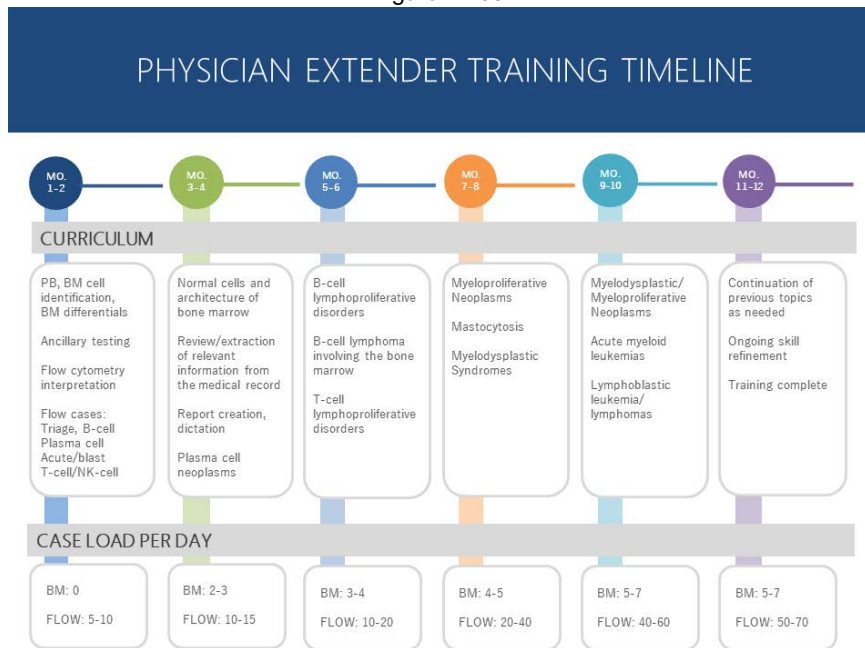 PHYSICIAN EXTENDER TRAINING TIMELINE
MO.
1-2
MO.
3-4
MO.
5-6
MO.
7-8
MO.
9-10
MO.
11-12
CURRICULUM
PB, BM cell
identification,
BM differentials
Ancillary testing
Flow cytometry
interpretation
Flow cases:
Triage, B-cell
Plasma cell
Acute/blast
T-cell/NK-cell
Normal cells and
architecture of
bone marrow
Review/extraction
of relevant
information from
the medical record
Report creation,
dictation
Plasma cell
neoplasms
B-cell
lymphoproliferative
disorders
B-cell lymphoma
involving the bone
marrow
T-cell
lymphoproliferative
disorders
Myeloproliferative
Neoplasms
Mastocytosis
Myelodysplastic
Syndromes
Myelodysplastic/
Myeloproliferative
Neoplasms
Acute myeloid
leukemias
Lymphoblastic
leukemia/
lymphomas
Continuation of
previous topics
as needed
Ongoing skill
refinement
Training complete
CASE LOAD PER DAY
BM: 0
FLOW: 5-10
BM: 2-3
FLOW: 10-15
BM: 3-4
FLOW: 10-20
BM: 4-5
FLOW: 20-40
BM: 5-7
FLOW: 40-60
BM: 5-7
FLOW: 50-70